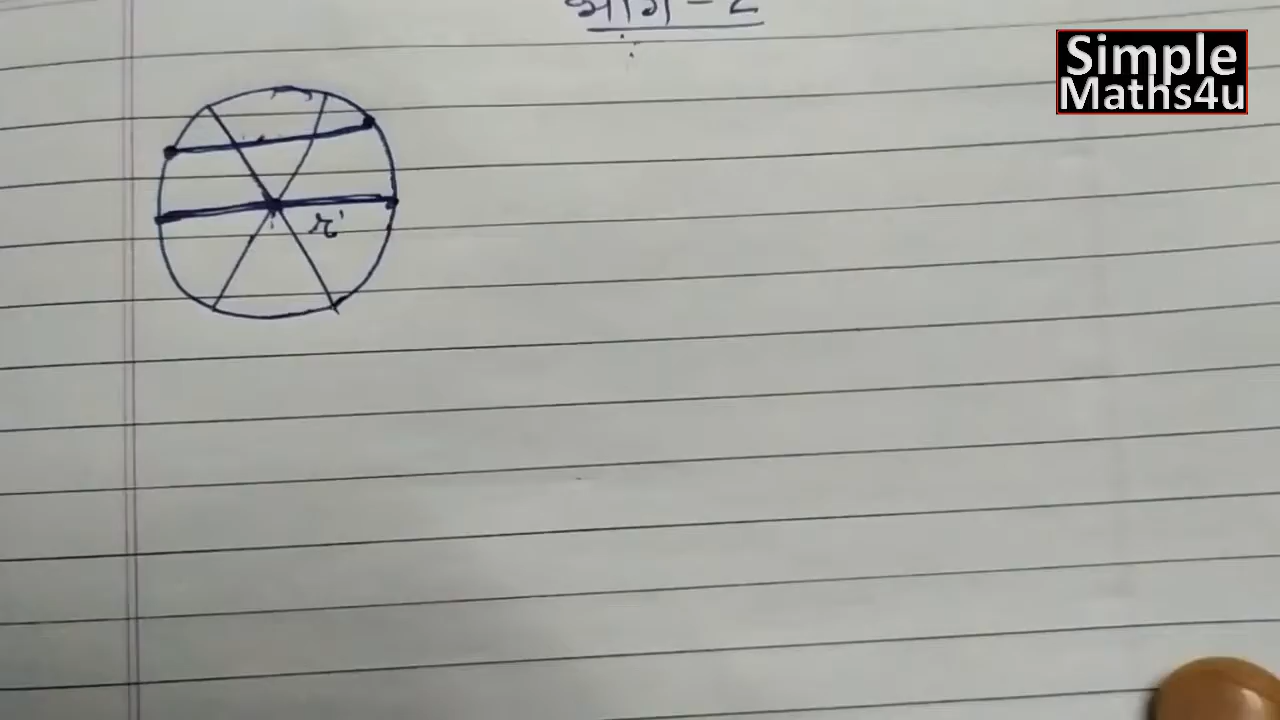 भाग - 2
Simple
Maths4u
r